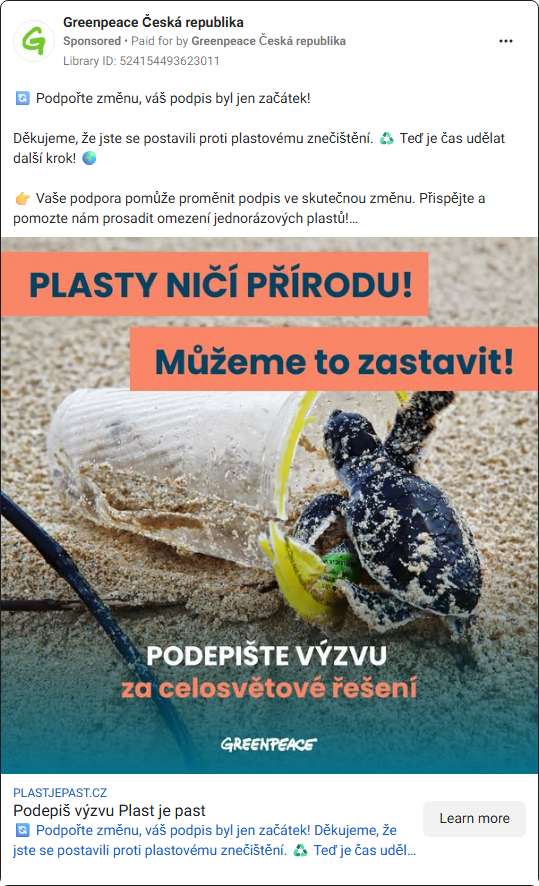 Greenpeace Česká republika
Sponsored • Paid for by Greenpeace Česká republika
Library ID: 524154493623011
🔄 Podpořte změnu, váš podpis byl jen začátek!
Děkujeme, že jste se postavili proti plastovému znečištění. ♻️ Teď je čas udělat
další krok! 🌍
👉 Vaše podpora pomůže proměnit podpis ve skutečnou změnu. Přispějte a
pomozte nám prosadit omezení jednorázových plastů!...
PLASTY NIČÍ PŘÍRODU!
Můžeme to zastavit!
PODEPIŠTE VÝZVU
za celosvětové řešení
GREENPEACE
PLASTJEPAST.CZ
Podepiš výzvu Plast je past
🔄 Podpořte změnu, váš podpis byl jen začátek! Děkujeme, že
jste se postavili proti plastovému znečištění. ♻️ Teď je čas uděl...
Learn more